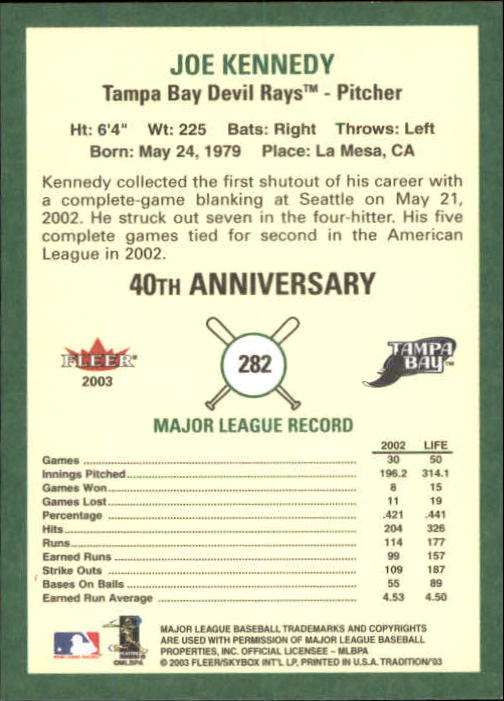 JOE KENNEDY
Tampa Bay Devil Rays™ - Pitcher
Ht: 6'4" Wt: 225 Bats: Right Throws: Left
Born: May 24, 1979 Place: La Mesa, CA
Kennedy collected the first shutout of his career with
a complete-game blanking at Seattle on May 21,
2002. He struck out seven in the four-hitter. His five
complete games tied for second in the American
League in 2002.
40TH ANNIVERSARY
FLEER®
2003
282
TAMPA
BAY™
MAJOR LEAGUE RECORD
2002 LIFE
Games 30 50
Innings Pitched 196.2 314.1
Games Won 8 15
Games Lost 11 19
Percentage .421 .441
Hits 204 326
Runs 114 177
Earned Runs 99 157
Strike Outs 109 187
Bases On Balls 55 89
Earned Run Average 4.53 4.50
©MLBPA
MAJOR LEAGUE BASEBALL TRADEMARKS AND COPYRIGHTS
ARE USED WITH PERMISSION OF MAJOR LEAGUE BASEBALL
PROPERTIES, INC. OFFICIAL LICENSEE - MLBPA
© 2003 FLEER/SKYBOX INT'L LP, PRINTED IN U.S.A. TRADITION/'03